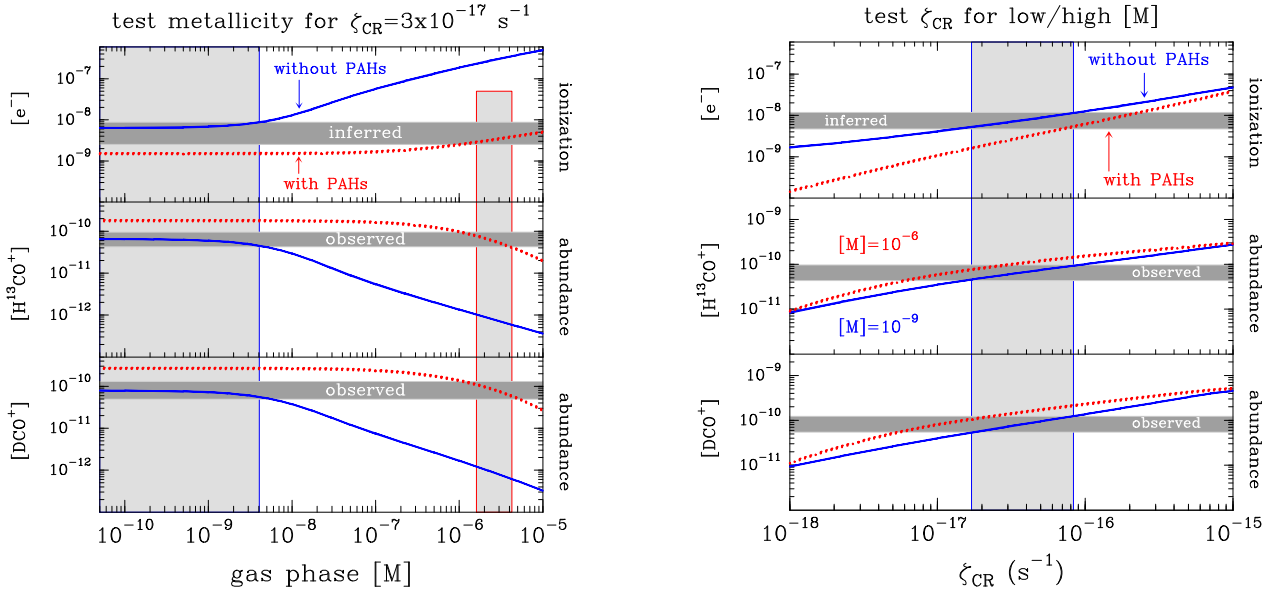 test metallicity for ζCR=3x10⁻¹⁷ s⁻¹
[e⁻]
10⁻⁷
10⁻⁸
10⁻⁹
without PAHs
inferred
with PAHs
ionization
[H¹³CO⁺]
10⁻¹⁰
10⁻¹¹
10⁻¹²
observed
abundance
[DCO⁺]
10⁻¹⁰
10⁻¹¹
10⁻¹²
observed
abundance
10⁻¹⁰ 10⁻⁹ 10⁻⁸ 10⁻⁷ 10⁻⁶ 10⁻⁵
gas phase [M]
test ζCR for low/high [M]
[e⁻]
10⁻⁷
10⁻⁸
10⁻⁹
without PAHs
inferred
with PAHs
ionization
[H¹³CO⁺]
10⁻⁹
10⁻¹⁰
10⁻¹¹
[M]=10⁻⁶
observed
[M]=10⁻⁹
abundance
[DCO⁺]
10⁻⁹
10⁻¹⁰
10⁻¹¹
observed
abundance
10⁻¹⁸ 10⁻¹⁷ 10⁻¹⁶ 10⁻¹⁵
ζCR (s⁻¹)